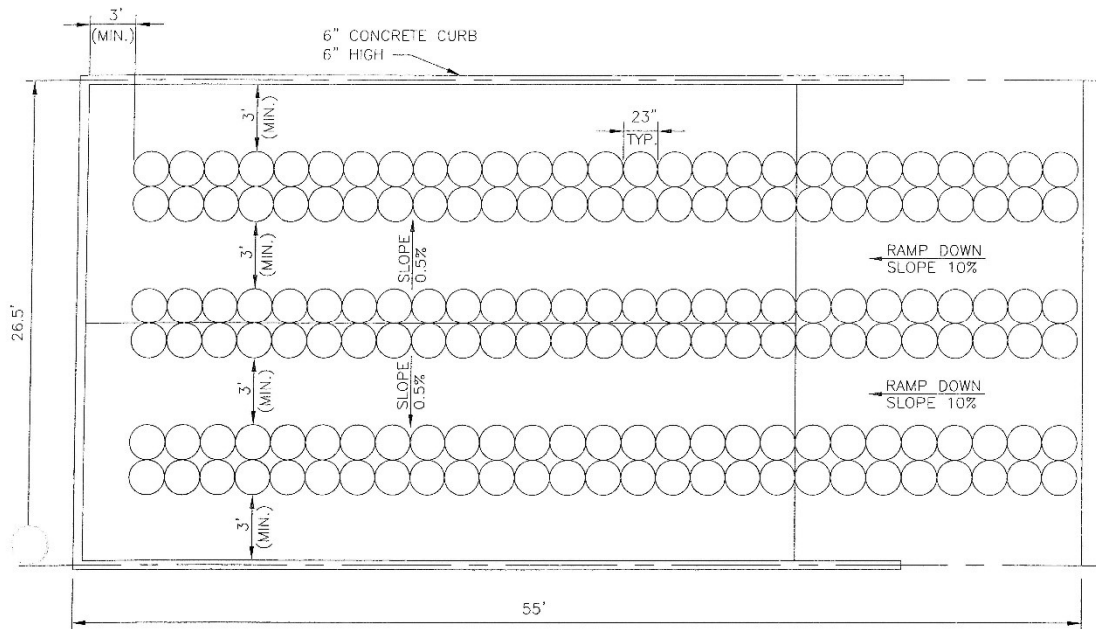 3'
(MIN.)
6" CONCRETE CURB
6" HIGH
3'
(MIN.)
23"
TYP.
3'
(MIN.)
SLOPE
0.5%
RAMP DOWN
SLOPE 10%
26.5'
3'
(MIN.)
SLOPE
0.5%
RAMP DOWN
SLOPE 10%
3'
(MIN.)
55'